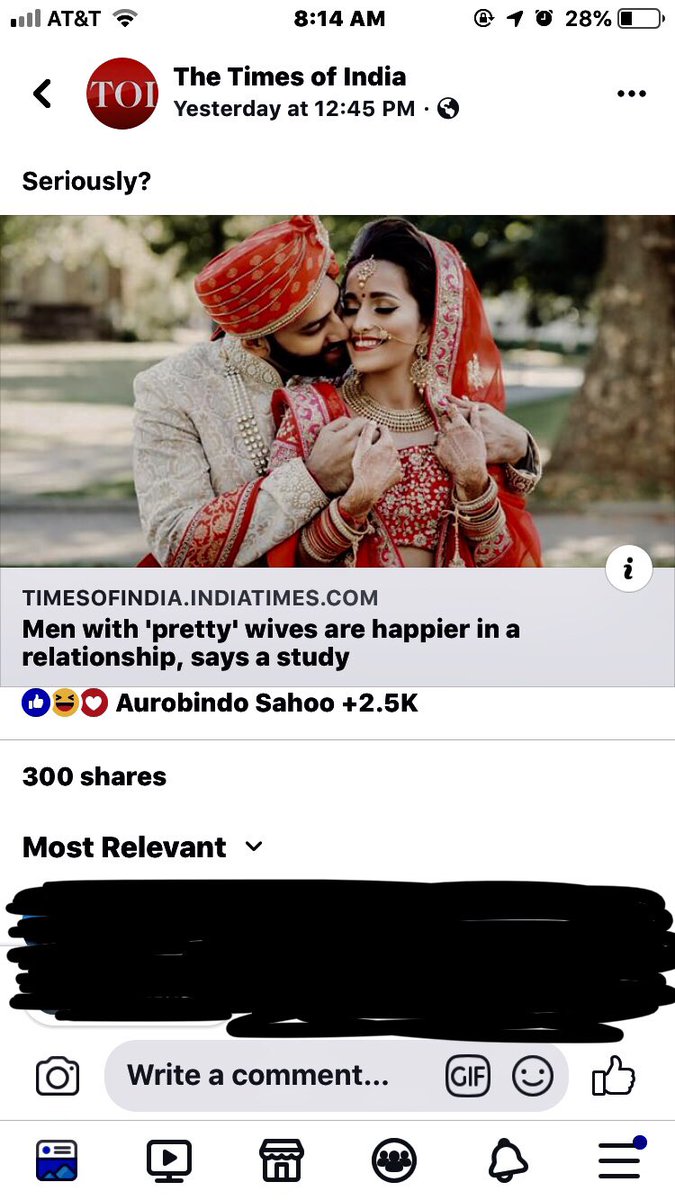 AT&T 8:14 AM 28%
TOI
The Times of India
Yesterday at 12:45 PM ·
Seriously?
TIMESOFINDIA.INDIATIMES.COM
Men with 'pretty' wives are happier in a
relationship, says a study
Aurobindo Sahoo +2.5K
300 shares
Most Relevant
Write a comment...
GIF